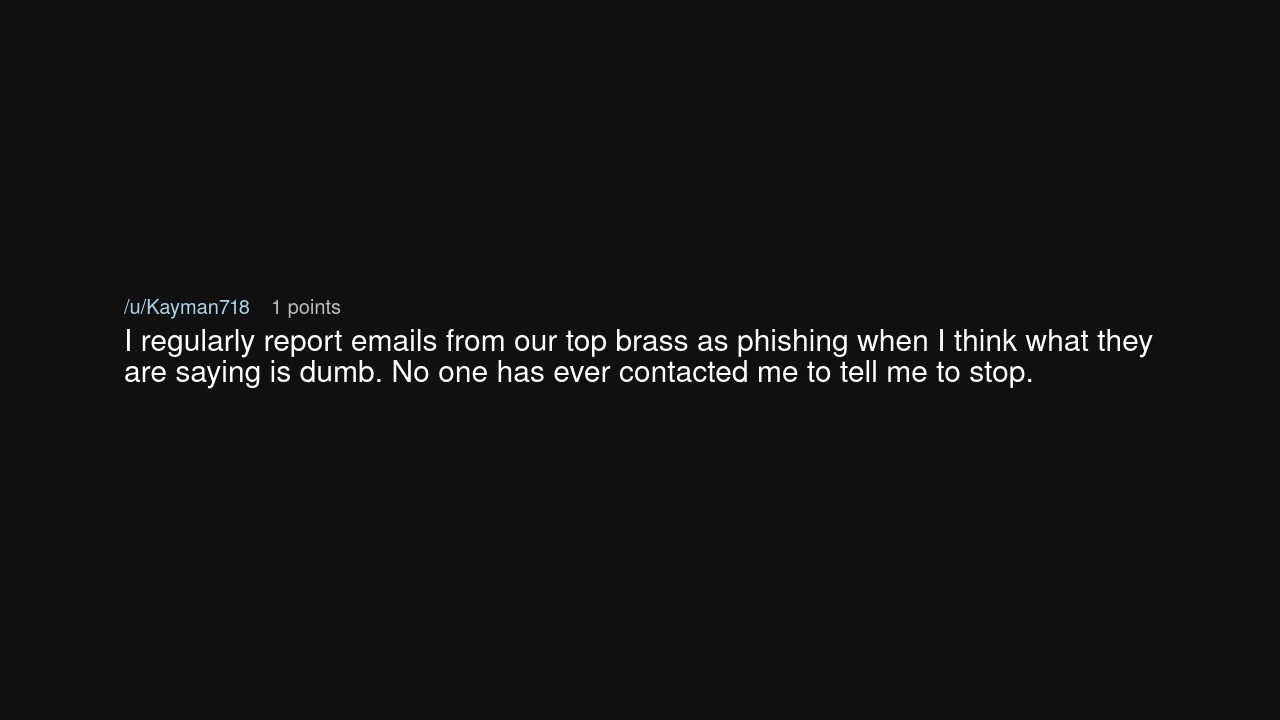 /u/Kayman718 1 points
I regularly report emails from our top brass as phishing when I think what they
are saying is dumb. No one has ever contacted me to tell me to stop.